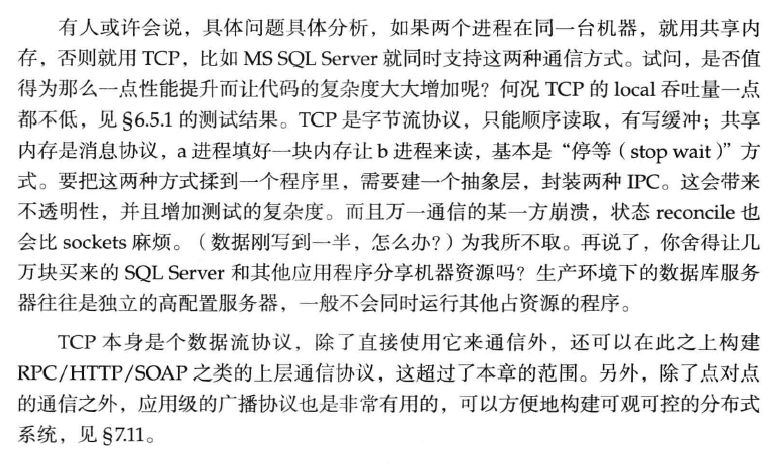 有人或许会说，具体问题具体分析，如果两个进程在同一台机器，就用共享内
存，否则就用 TCP，比如 MS SQL Server 就同时支持这两种通信方式。试问，是否值
得为那么一点性能提升而让代码的复杂度大大增加呢？何况 TCP 的 local 吞吐量一点
都不低，见 §6.5.1 的测试结果。TCP 是字节流协议，只能顺序读取，有写缓冲；共享
内存是消息协议，a 进程填好一块内存让 b 进程来读，基本是“停等（stop wait）”方
式。要把这两种方式揉到一个程序里，需要建一个抽象层，封装两种 IPC。这会带来
不透明性，并且增加测试的复杂度。而且万一通信的某一方崩溃，状态 reconcile 也
会比 sockets 麻烦。（数据刚写到一半，怎么办？）为我所不取。再说了，你舍得让几
万块买来的 SQL Server 和其他应用程序分享机器资源吗？生产环境下的数据库服务
器往往是独立的高配置服务器，一般不会同时运行其他占资源的程序。
TCP 本身是个数据流协议，除了直接使用它来通信外，还可以在此之上构建
RPC/HTTP/SOAP 之类的上层通信协议，这超过了本章的范围。另外，除了点对点
的通信之外，应用级的广播协议也是非常有用的，可以方便地构建可观可控的分布式
系统，见 §7.11。